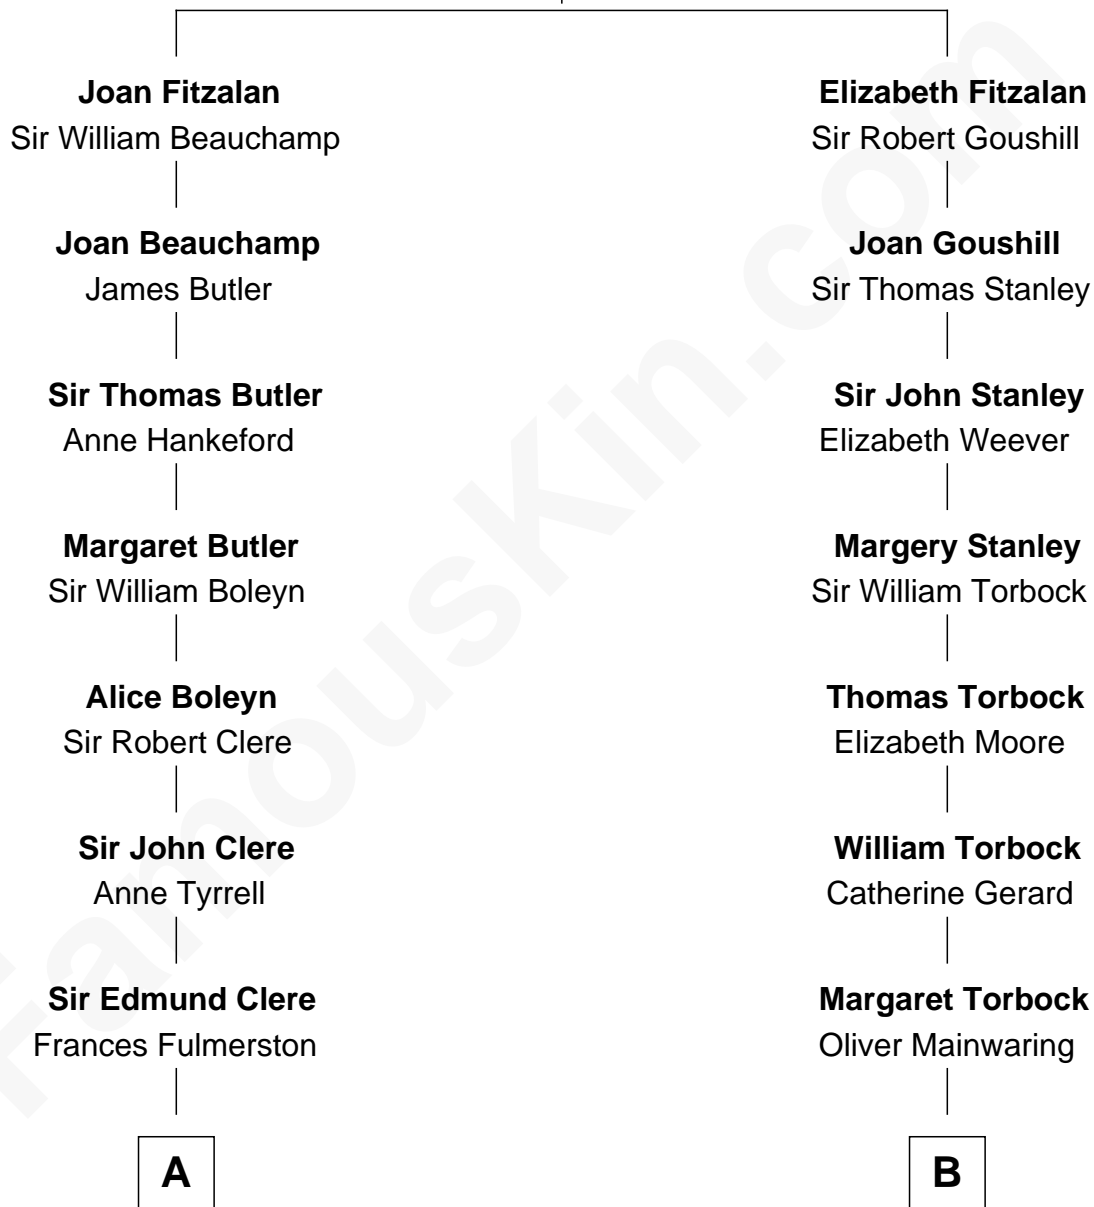 Joan Fitzalan
Sir William Beauchamp
Joan Beauchamp
James Butler
Sir Thomas Butler
Anne Hankeford
Margaret Butler
Sir William Boleyn
Alice Boleyn
Sir Robert Clere
Sir John Clere
Anne Tyrrell
Sir Edmund Clere
Frances Fulmerston
A
Elizabeth Fitzalan
Sir Robert Goushill
Joan Goushill
Sir Thomas Stanley
Sir John Stanley
Elizabeth Weever
Margery Stanley
Sir William Torbock
Thomas Torbock
Elizabeth Moore
William Torbock
Catherine Gerard
Margaret Torbock
Oliver Mainwaring
B
FamousKin.com